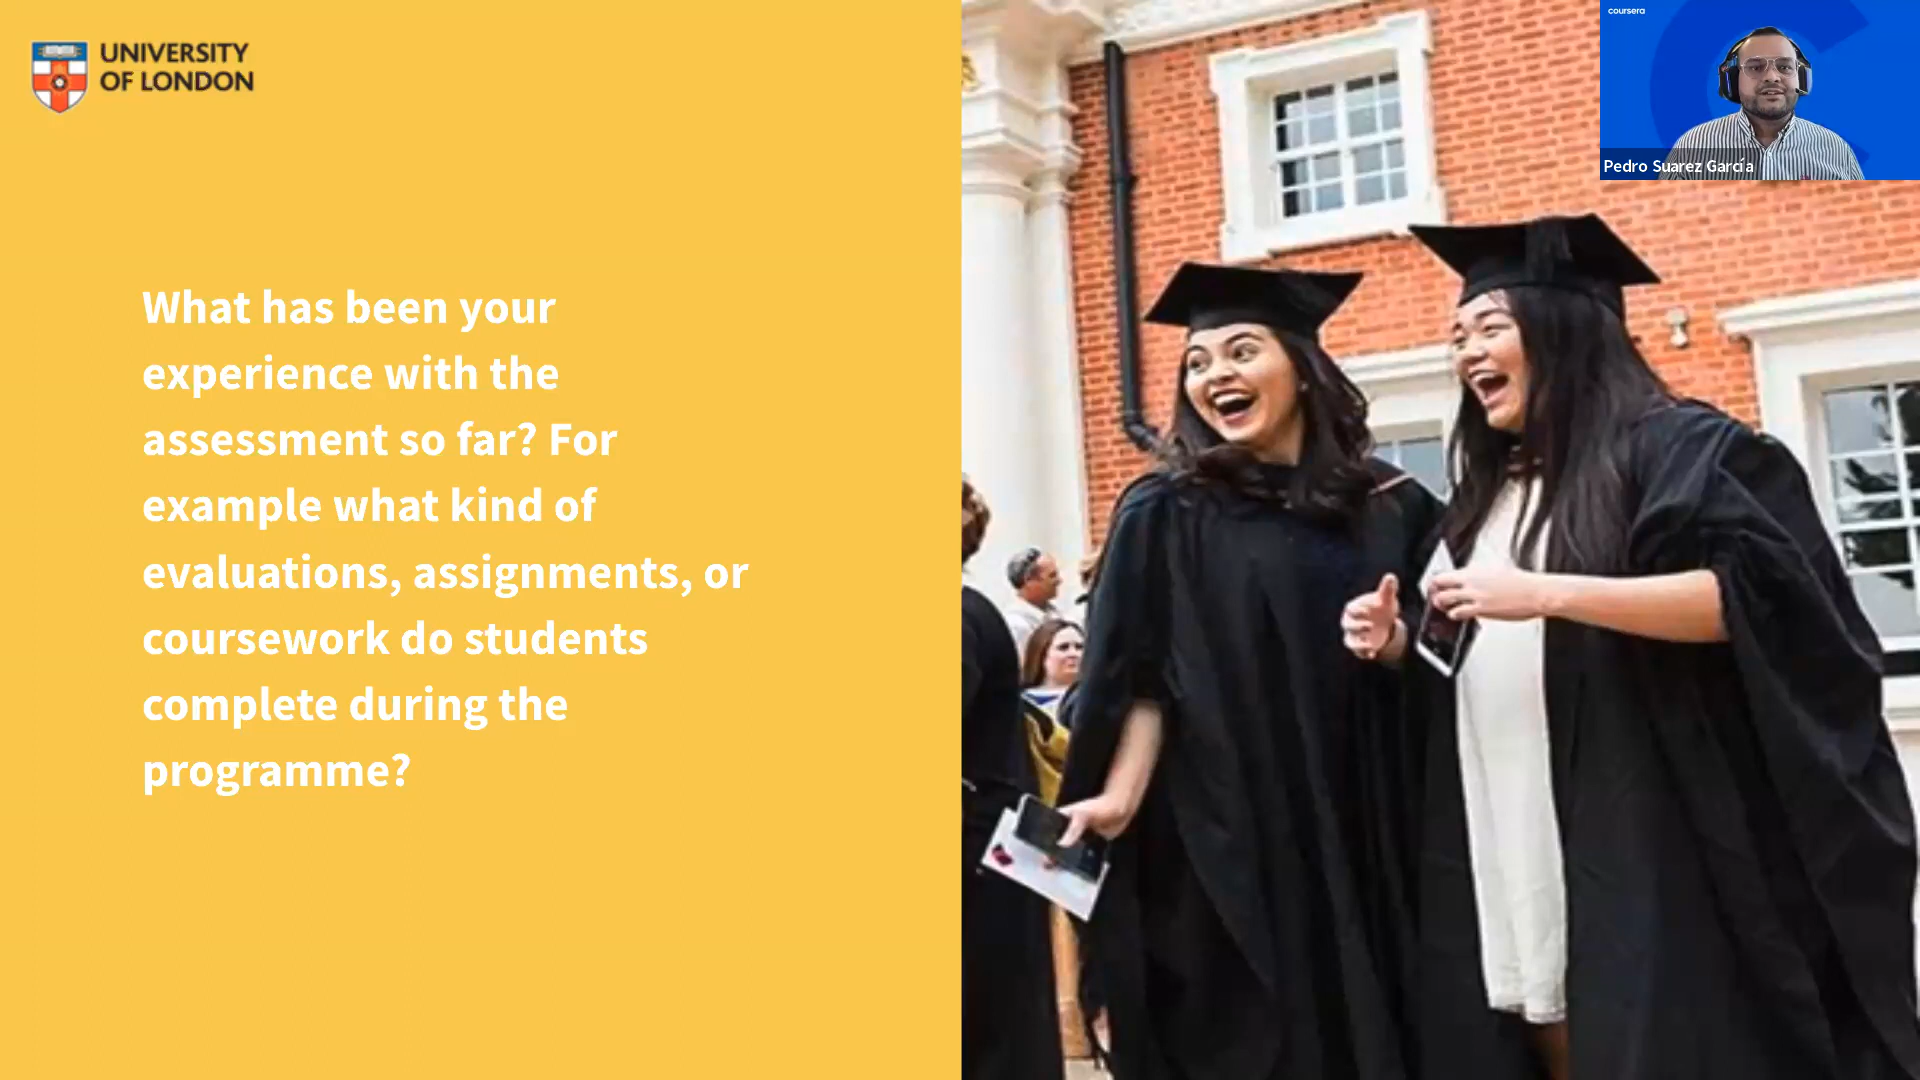 UNIVERSITY
OF LONDON
What has been your
experience with the
assessment so far? For
example what kind of
evaluations, assignments, or
coursework do students
complete during the
programme?
coursera
Pedro Suarez García